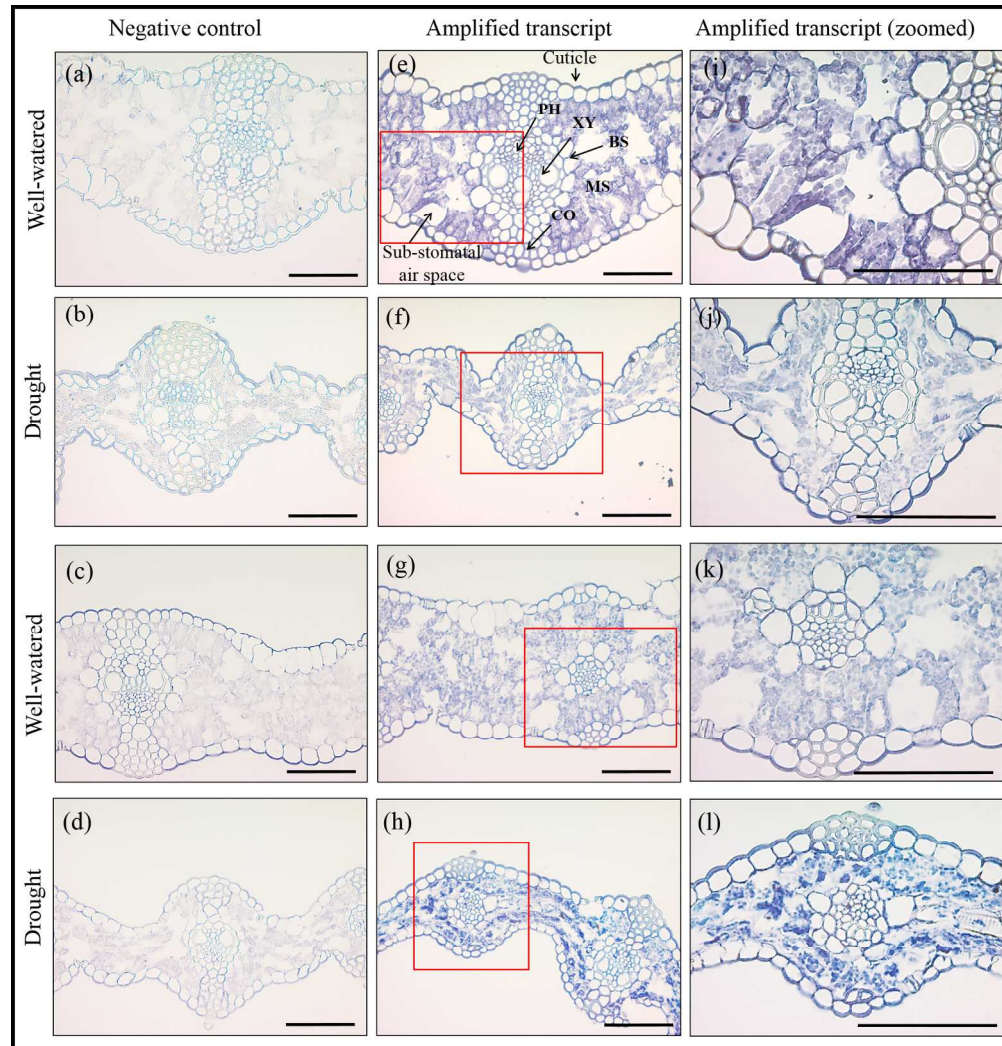 Negative control
Amplified transcript
Amplified transcript (zoomed)
Well-watered
(a)
(e)
Cuticle
PH
XY
BS
MS
CO
Sub-stomatal
air space
(i)
Drought
(b)
(f)
(j)
Well-watered
(c)
(g)
(k)
Drought
(d)
(h)
(l)